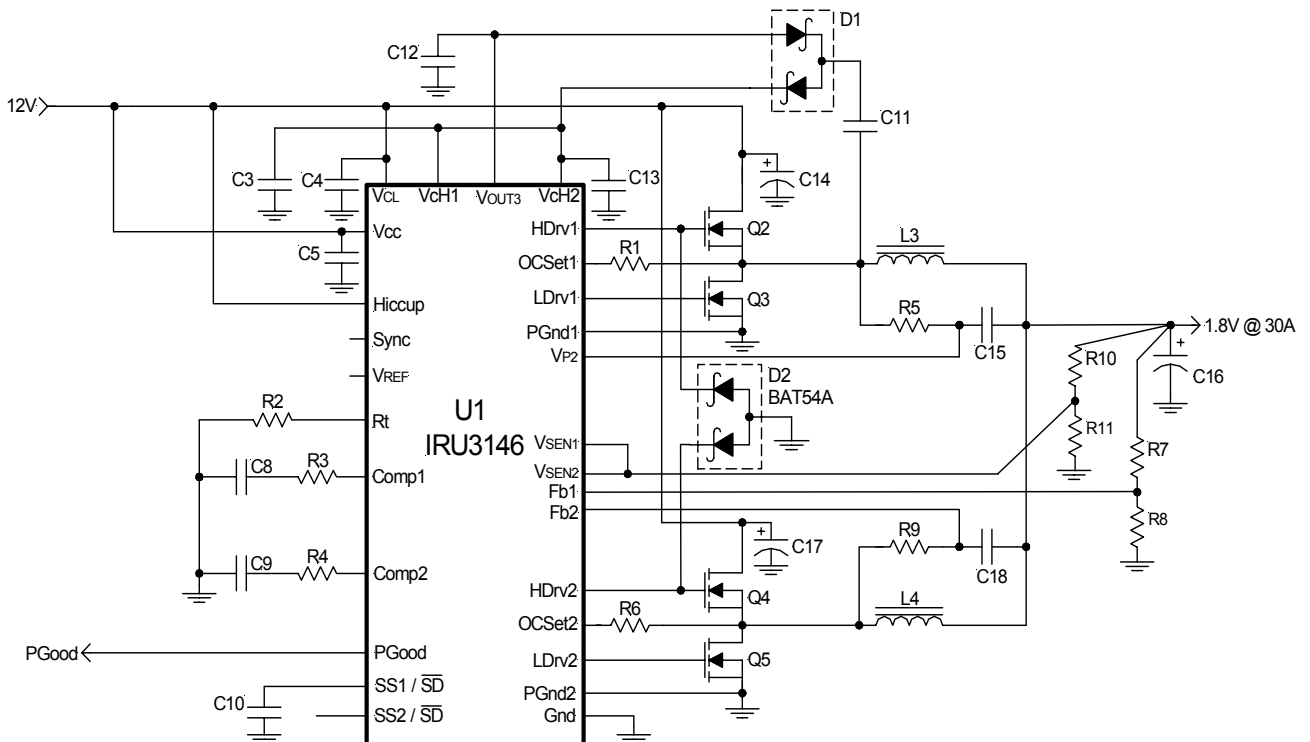 D1
C12
12V
C11
C3
C4
C13
C14
VCL
VcH1
VOUT3
VcH2
Vcc
C5
HDrv1
Q2
L3
OCSet1
R1
Hiccup
LDrv1
Q3
R5
Sync
PGnd1
C15
1.8V @ 30A
VP2
R10
C16
VREF
D2
BAT54A
R2
Rt
U1
IRU3146
R11
VSEN1
R7
C8
R3
Comp1
VSEN2
Fb1
Fb2
R8
R9
C17
C18
C9
R4
Comp2
HDrv2
Q4
L4
OCSet2
R6
PGood
PGood
LDrv2
Q5
SS1 / SD
PGnd2
C10
SS2 / SD
Gnd